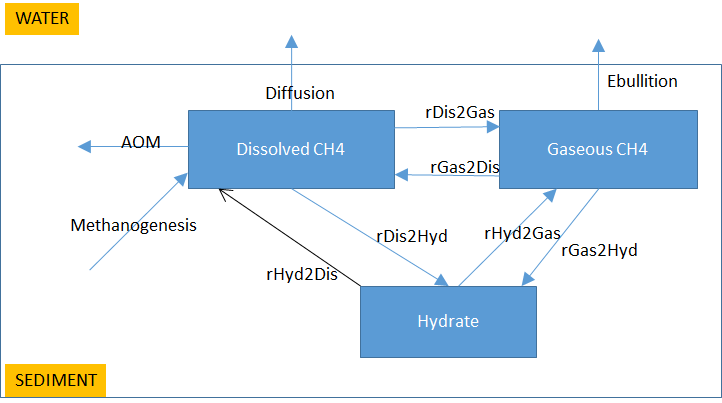 WATER
Diffusion
Ebullition
rDis2Gas
AOM
Dissolved CH4
Gaseous CH4
rGas2Dis
Methanogenesis
rDis2Hyd
rHyd2Gas
rGas2Hyd
rHyd2Dis
Hydrate
SEDIMENT